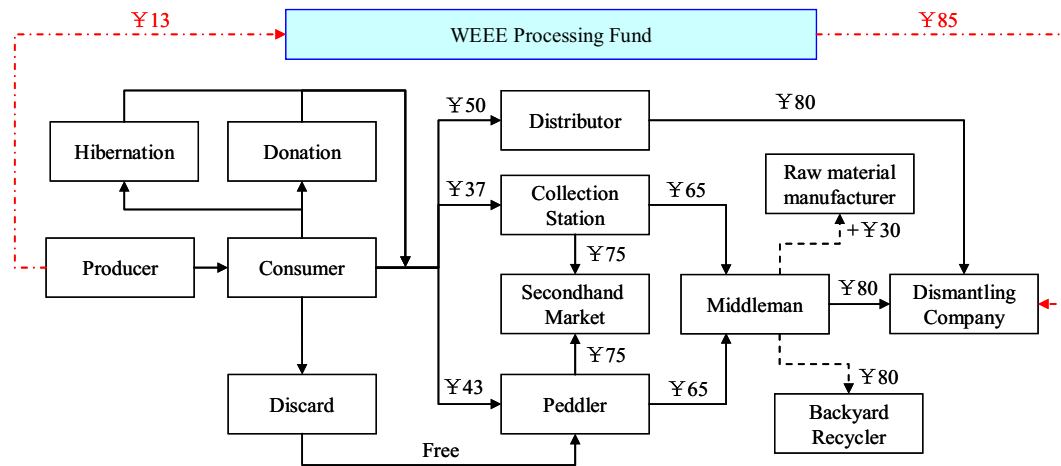 ¥13
WEEE Processing Fund
¥85
¥50
Distributor
¥80
Hibernation
Donation
Raw material
manufacturer
¥37
Collection
Station
¥65
+¥30
Producer
Consumer
¥75
Secondhand
Market
Middleman
¥80
Dismantling
Company
¥75
Discard
¥43
Peddler
¥65
¥80
Backyard
Recycler
Free